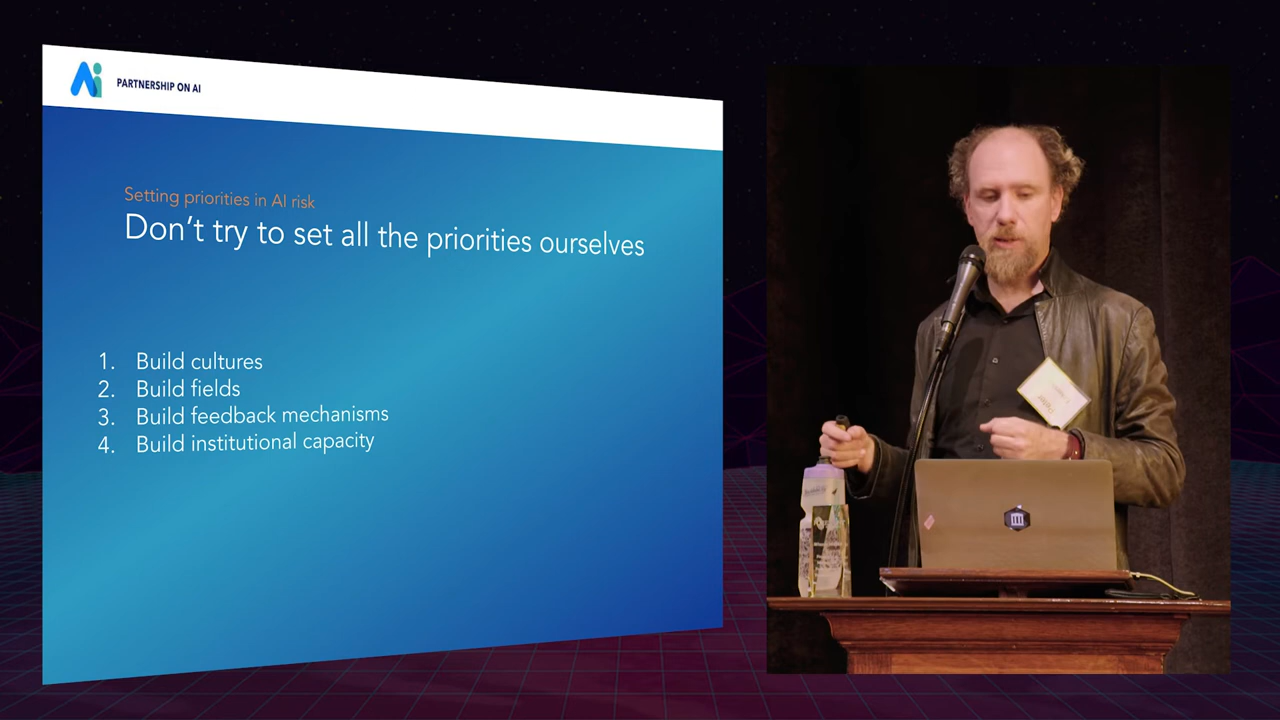 PARTNERSHIP ON AI
Setting priorities in AI risk
Don't try to set all the priorities ourselves
1. Build cultures
2. Build fields
3. Build feedback mechanisms
4. Build institutional capacity